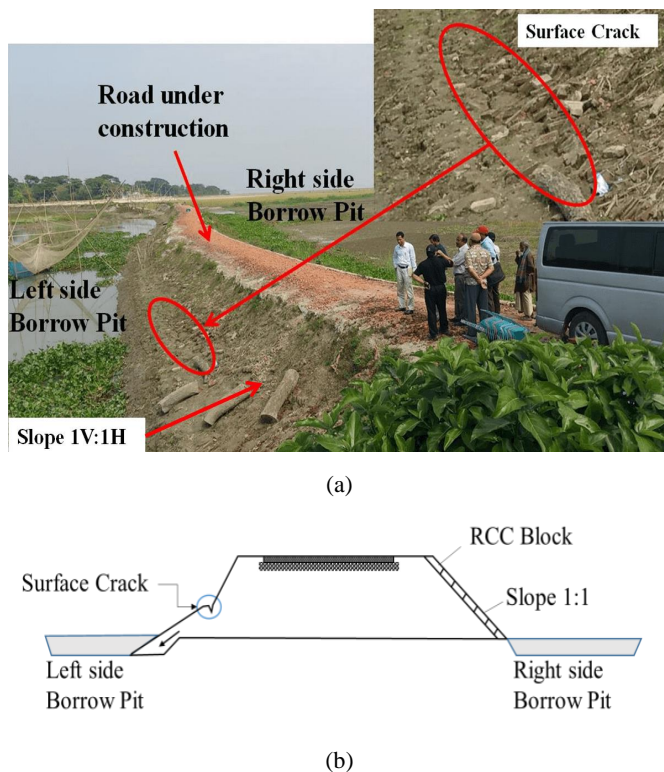 Surface Crack
Road under
construction
Right side
Borrow Pit
Left side
Borrow Pit
Slope 1V:1H
(a)
RCC Block
Surface Crack
Slope 1:1
Left side
Borrow Pit
Right side
Borrow Pit
(b)